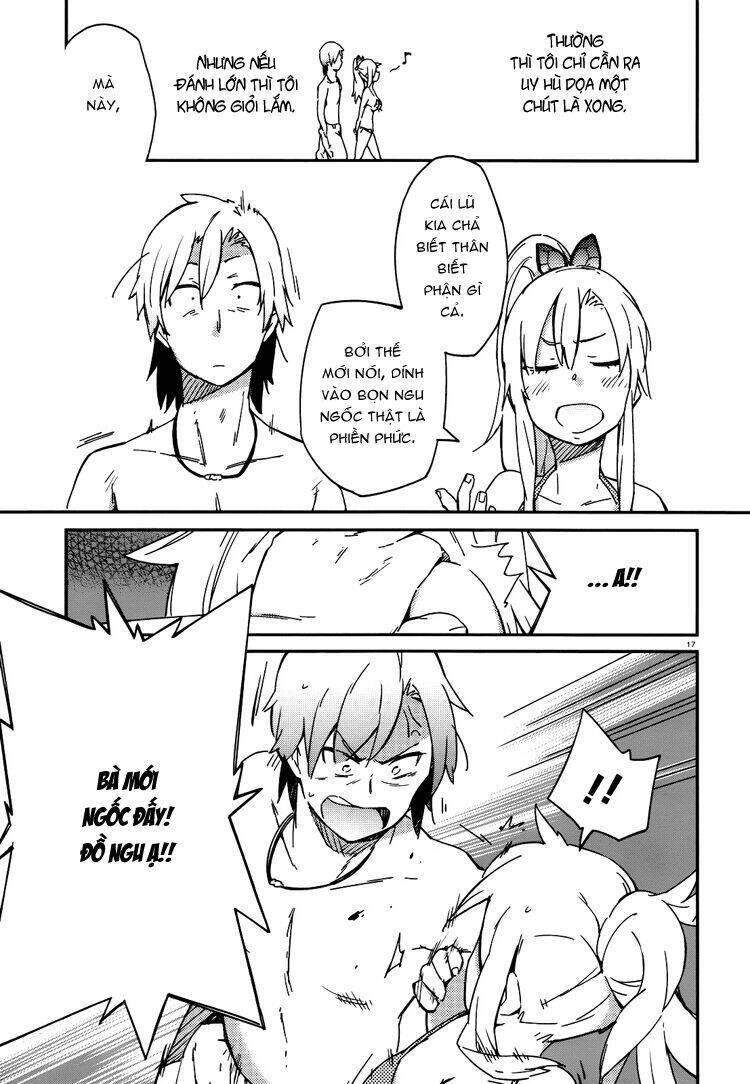 THƯỜNG
THÌ TÔI CHỈ CẦN RA
UY HÙ DỌA MỘT
CHÚT LÀ XONG.
NHƯNG NẾU
ĐÁNH LỚN THÌ TÔI
KHÔNG GIỎI LẮM.
MÀ
NÀY,
CÁI LŨ
KIA CHẢ
BIẾT THÂN
BIẾT
PHẬN GÌ
CẢ.
BỞI THẾ
MỚI NÓI, DÍNH
VÀO BỌN NGU
NGỐC THẬT LÀ
PHIỀN PHỨC.
... A!!
17
!!
BÀ MỚI
NGỐC ĐẤY!
ĐỒ NGU Ạ!!